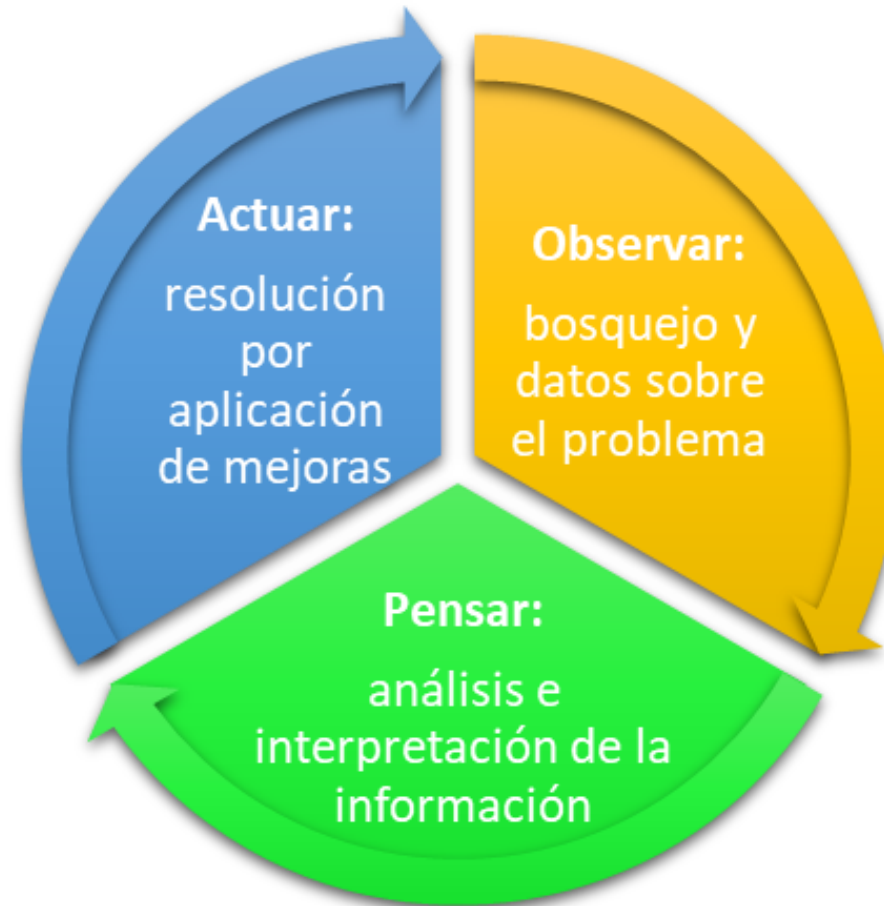 Actuar:
resolución
por
aplicación
de mejoras
Observar:
bosquejo y
datos sobre
el problema
Pensar:
análisis e
interpretación de la
información